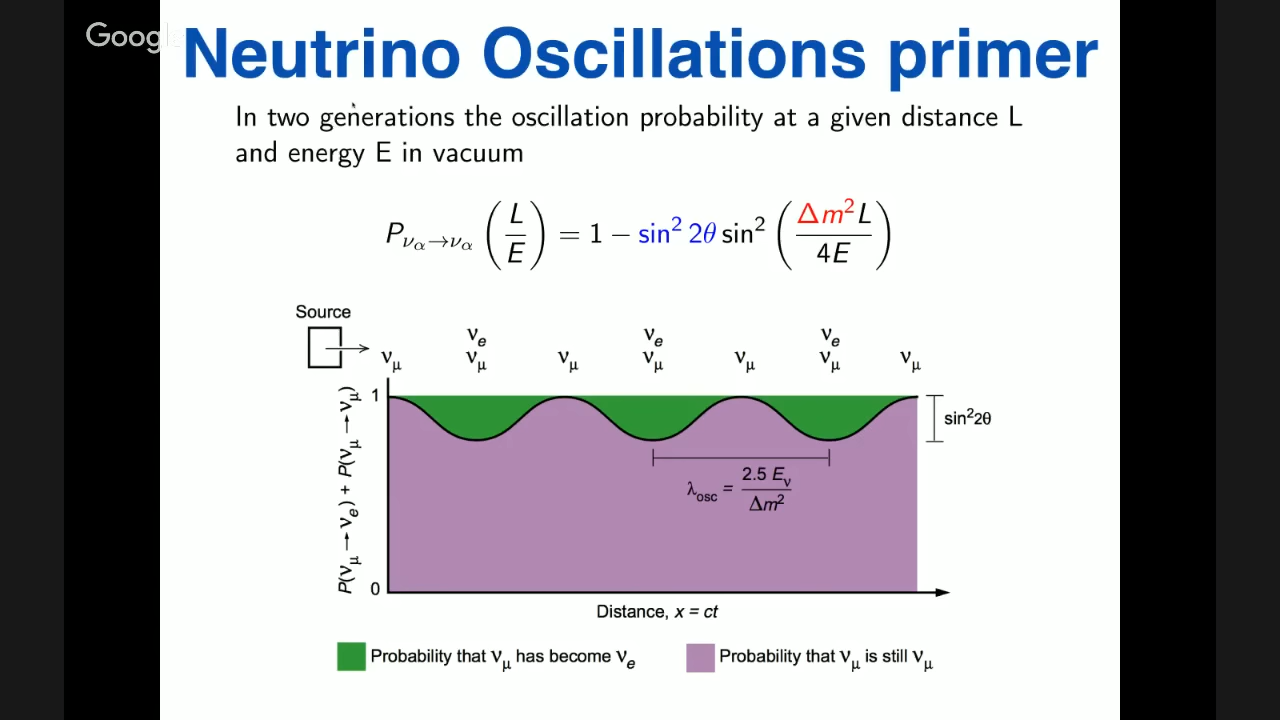 Google
Neutrino Oscillations primer
In two generations the oscillation probability at a given distance L
and energy E in vacuum
P_{ν_α→ν_α} (L/E) = 1 − sin² 2θ sin² (Δm²L/4E)
Source
ν_e ν_e ν_e
ν_μ ν_μ ν_μ ν_μ ν_μ ν_μ ν_μ
P(ν_μ → ν_e) + P(ν_μ → ν_μ)
1
sin²2θ
λ_osc = 2.5 E_ν / Δm²
0
Distance, x = ct
Probability that ν_μ has become ν_e
Probability that ν_μ is still ν_μ